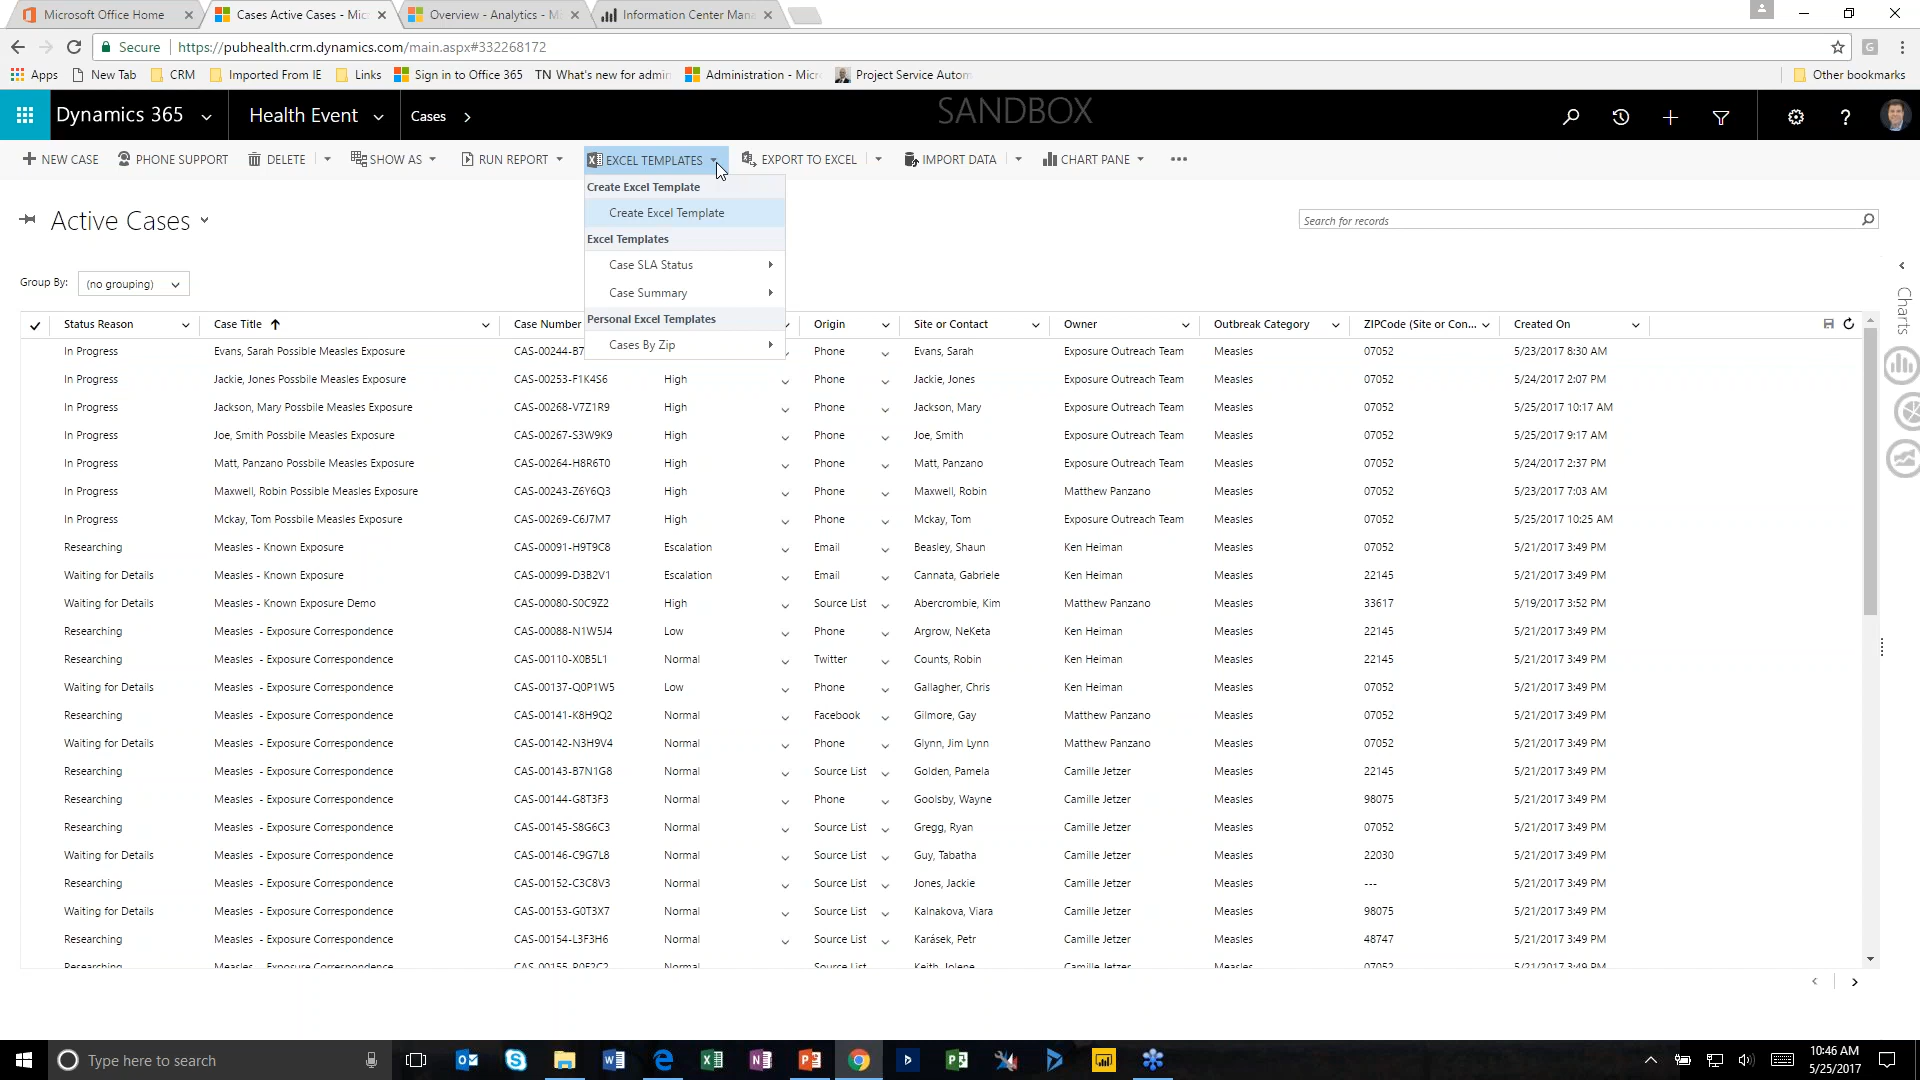 Microsoft Office Home
Cases Active Cases - Micr
Overview - Analytics - M
Information Center Mana
Secure
https://pubhealth.crm.dynamics.com/main.aspx#332268172
Apps
New Tab
CRM
Imported From IE
Links
Sign in to Office 365
TN What's new for admin
Administration - Micro
Project Service Autom
Other bookmarks
Dynamics 365
Health Event
Cases
SANDBOX
NEW CASE
PHONE SUPPORT
DELETE
SHOW AS
RUN REPORT
EXCEL TEMPLATES
EXPORT TO EXCEL
IMPORT DATA
CHART PANE
Create Excel Template
Create Excel Template
Excel Templates
Case SLA Status
Case Summary
Personal Excel Templates
Cases By Zip
Active Cases
Search for records
Group By: (no grouping)
Charts
Status Reason Case Title Case Number Origin Site or Contact Owner Outbreak Category ZIPCode (Site or Con... Created On
In Progress Evans, Sarah Possible Measles Exposure CAS-00244-B7 Phone Evans, Sarah Exposure Outreach Team Measles 07052 5/23/2017 8:30 AM
In Progress Jackie, Jones Possbile Measles Exposure CAS-00253-F1K4S6 High Phone Jackie, Jones Exposure Outreach Team Measles 07052 5/24/2017 2:07 PM
In Progress Jackson, Mary Possbile Measles Exposure CAS-00268-V7Z1R9 High Phone Jackson, Mary Exposure Outreach Team Measles 07052 5/25/2017 10:17 AM
In Progress Joe, Smith Possbile Measles Exposure CAS-00267-S3W9K9 High Phone Joe, Smith Exposure Outreach Team Measles 07052 5/25/2017 9:17 AM
In Progress Matt, Panzano Possbile Measles Exposure CAS-00264-H8R6T0 High Phone Matt, Panzano Exposure Outreach Team Measles 07052 5/24/2017 2:37 PM
In Progress Maxwell, Robin Possible Measles Exposure CAS-00243-Z6Y6Q3 High Phone Maxwell, Robin Matthew Panzano Measles 07052 5/23/2017 7:03 AM
In Progress Mckay, Tom Possbile Measles Exposure CAS-00269-C6J7M7 High Phone Mckay, Tom Exposure Outreach Team Measles 07052 5/25/2017 10:25 AM
Researching Measles - Known Exposure CAS-00091-H9T9C8 Escalation Email Beasley, Shaun Ken Heiman Measles 07052 5/21/2017 3:49 PM
Waiting for Details Measles - Known Exposure CAS-00099-D3B2V1 Escalation Email Cannata, Gabriele Ken Heiman Measles 22145 5/21/2017 3:49 PM
Waiting for Details Measles - Known Exposure Demo CAS-00080-S0C9Z2 High Source List Abercrombie, Kim Matthew Panzano Measles 33617 5/19/2017 3:52 PM
Researching Measles - Exposure Correspondence CAS-00088-N1W5J4 Low Phone Argrow, NeKeta Ken Heiman Measles 22145 5/21/2017 3:49 PM
Researching Measles - Exposure Correspondence CAS-00110-X0B5L1 Normal Twitter Counts, Robin Ken Heiman Measles 22145 5/21/2017 3:49 PM
Waiting for Details Measles - Exposure Correspondence CAS-00137-Q0P1W5 Low Phone Gallagher, Chris Ken Heiman Measles 07052 5/21/2017 3:49 PM
Researching Measles - Exposure Correspondence CAS-00141-K8H9Q2 Normal Facebook Gilmore, Gay Matthew Panzano Measles 07052 5/21/2017 3:49 PM
Waiting for Details Measles - Exposure Correspondence CAS-00142-N3H9V4 Normal Phone Glynn, Jim Lynn Matthew Panzano Measles 07052 5/21/2017 3:49 PM
Researching Measles - Exposure Correspondence CAS-00143-B7N1G8 Normal Source List Golden, Pamela Camille Jetzer Measles 22145 5/21/2017 3:49 PM
Researching Measles - Exposure Correspondence CAS-00144-G8T3F3 Normal Phone Goolsby, Wayne Camille Jetzer Measles 98075 5/21/2017 3:49 PM
Researching Measles - Exposure Correspondence CAS-00145-S8G6C3 Normal Source List Gregg, Ryan Camille Jetzer Measles 07052 5/21/2017 3:49 PM
Waiting for Details Measles - Exposure Correspondence CAS-00146-C9G7L8 Normal Source List Guy, Tabatha Camille Jetzer Measles 22030 5/21/2017 3:49 PM
Researching Measles - Exposure Correspondence CAS-00152-C3C8V3 Normal Source List Jones, Jackie Camille Jetzer Measles --- 5/21/2017 3:49 PM
Waiting for Details Measles - Exposure Correspondence CAS-00153-G0T3X7 Normal Source List Kalnakova, Viara Camille Jetzer Measles 98075 5/21/2017 3:49 PM
Researching Measles - Exposure Correspondence CAS-00154-L3F3H6 Normal Source List Karásek, Petr Camille Jetzer Measles 48747 5/21/2017 3:49 PM
Researching Measles - Exposure Correspondence CAS-00155-R0F2C2 Normal Source List Keith, Jolene Camille Jetzer Measles 07052 5/21/2017 3:49 PM
Type here to search
10:46 AM
5/25/2017